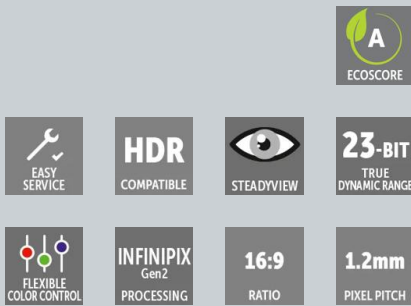 A
ECOSCORE
EASY
SERVICE
HDR
COMPATIBLE
STEADYVIEW
23-BIT
TRUE
DYNAMIC RANGE
FLEXIBLE
COLOR CONTROL
INFINIPIX
Gen2
PROCESSING
16:9
RATIO
1.2mm
PIXEL PITCH